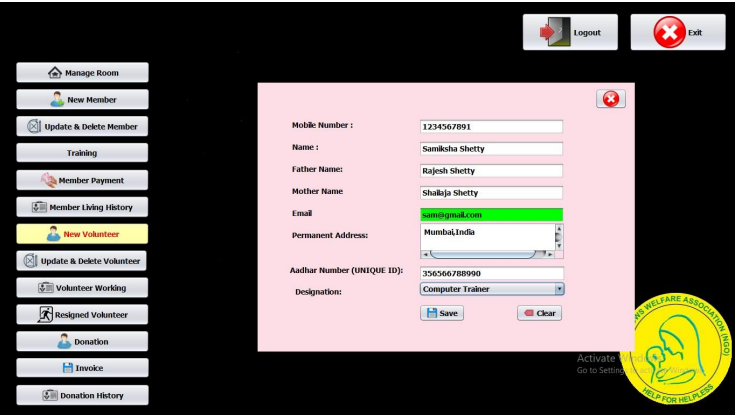 Logout
Exit
Manage Room
New Member
Update & Delete Member
Training
Member Payment
Member Living History
New Volunteer
Update & Delete Volunteer
Volunteer Working
Resigned Volunteer
Donation
Invoice
Donation History
Mobile Number :
1234567891
Name :
Samiksha Shetty
Father Name:
Rajesh Shetty
Mother Name
Shailaja Shetty
Email
sam@gmail.com
Permanent Address:
Mumbai,India
Aadhar Number (UNIQUE ID):
356566788990
Designation:
Computer Trainer
Save
Clear
WELFARE ASSOCIATION (NGO)
HELP FOR HELPLESS
Activate Windows
Go to Settings to activate Windows.